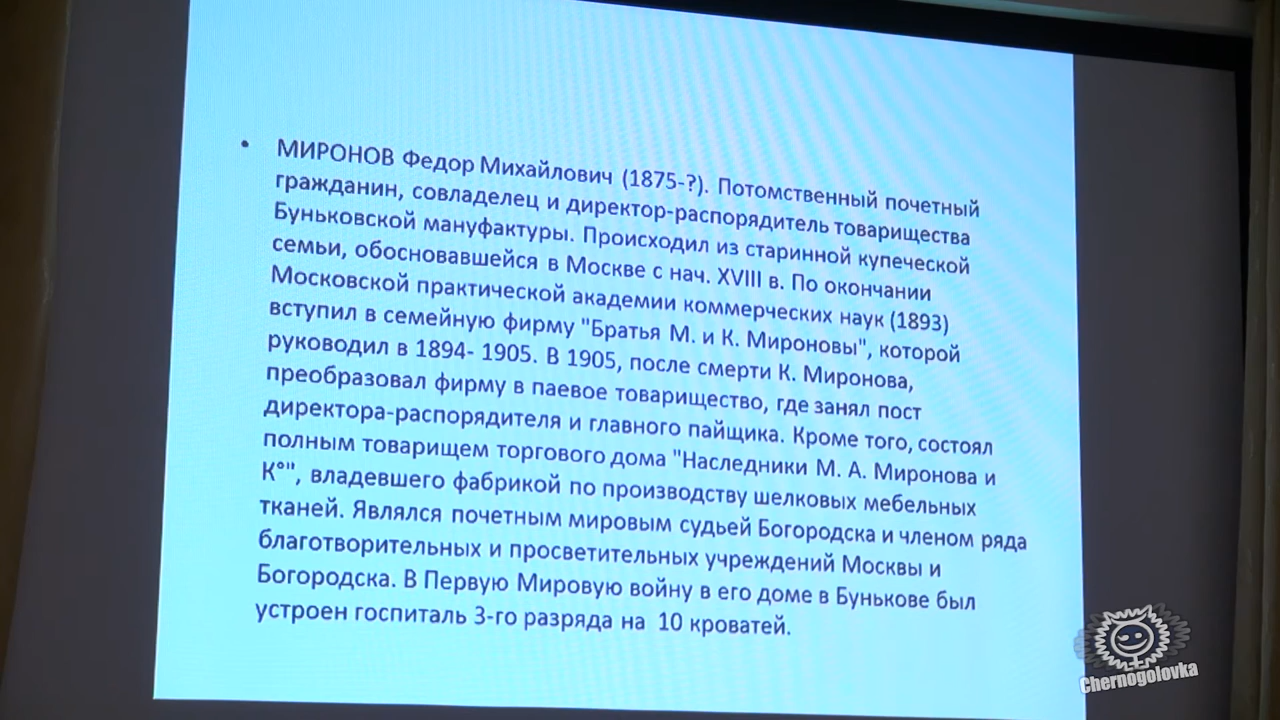 • МИРОНОВ Федор Михайлович (1875-?). Потомственный почетный
гражданин, совладелец и директор-распорядитель товарищества
Буньковской мануфактуры. Происходил из старинной купеческой
семьи, обосновавшейся в Москве с нач. XVIII в. По окончании
Московской практической академии коммерческих наук (1893)
вступил в семейную фирму "Братья М. и К. Мироновы", которой
руководил в 1894- 1905. В 1905, после смерти К. Миронова,
преобразовал фирму в паевое товарищество, где занял пост
директора-распорядителя и главного пайщика. Кроме того, состоял
полным товарищем торгового дома "Наследники М. А. Миронова и
К°", владевшего фабрикой по производству шелковых мебельных
тканей. Являлся почетным мировым судьей Богородска и членом ряда
благотворительных и просветительных учреждений Москвы и
Богородска. В Первую Мировую войну в его доме в Бунькове был
устроен госпиталь 3-го разряда на 10 кроватей.
Chernogolovka